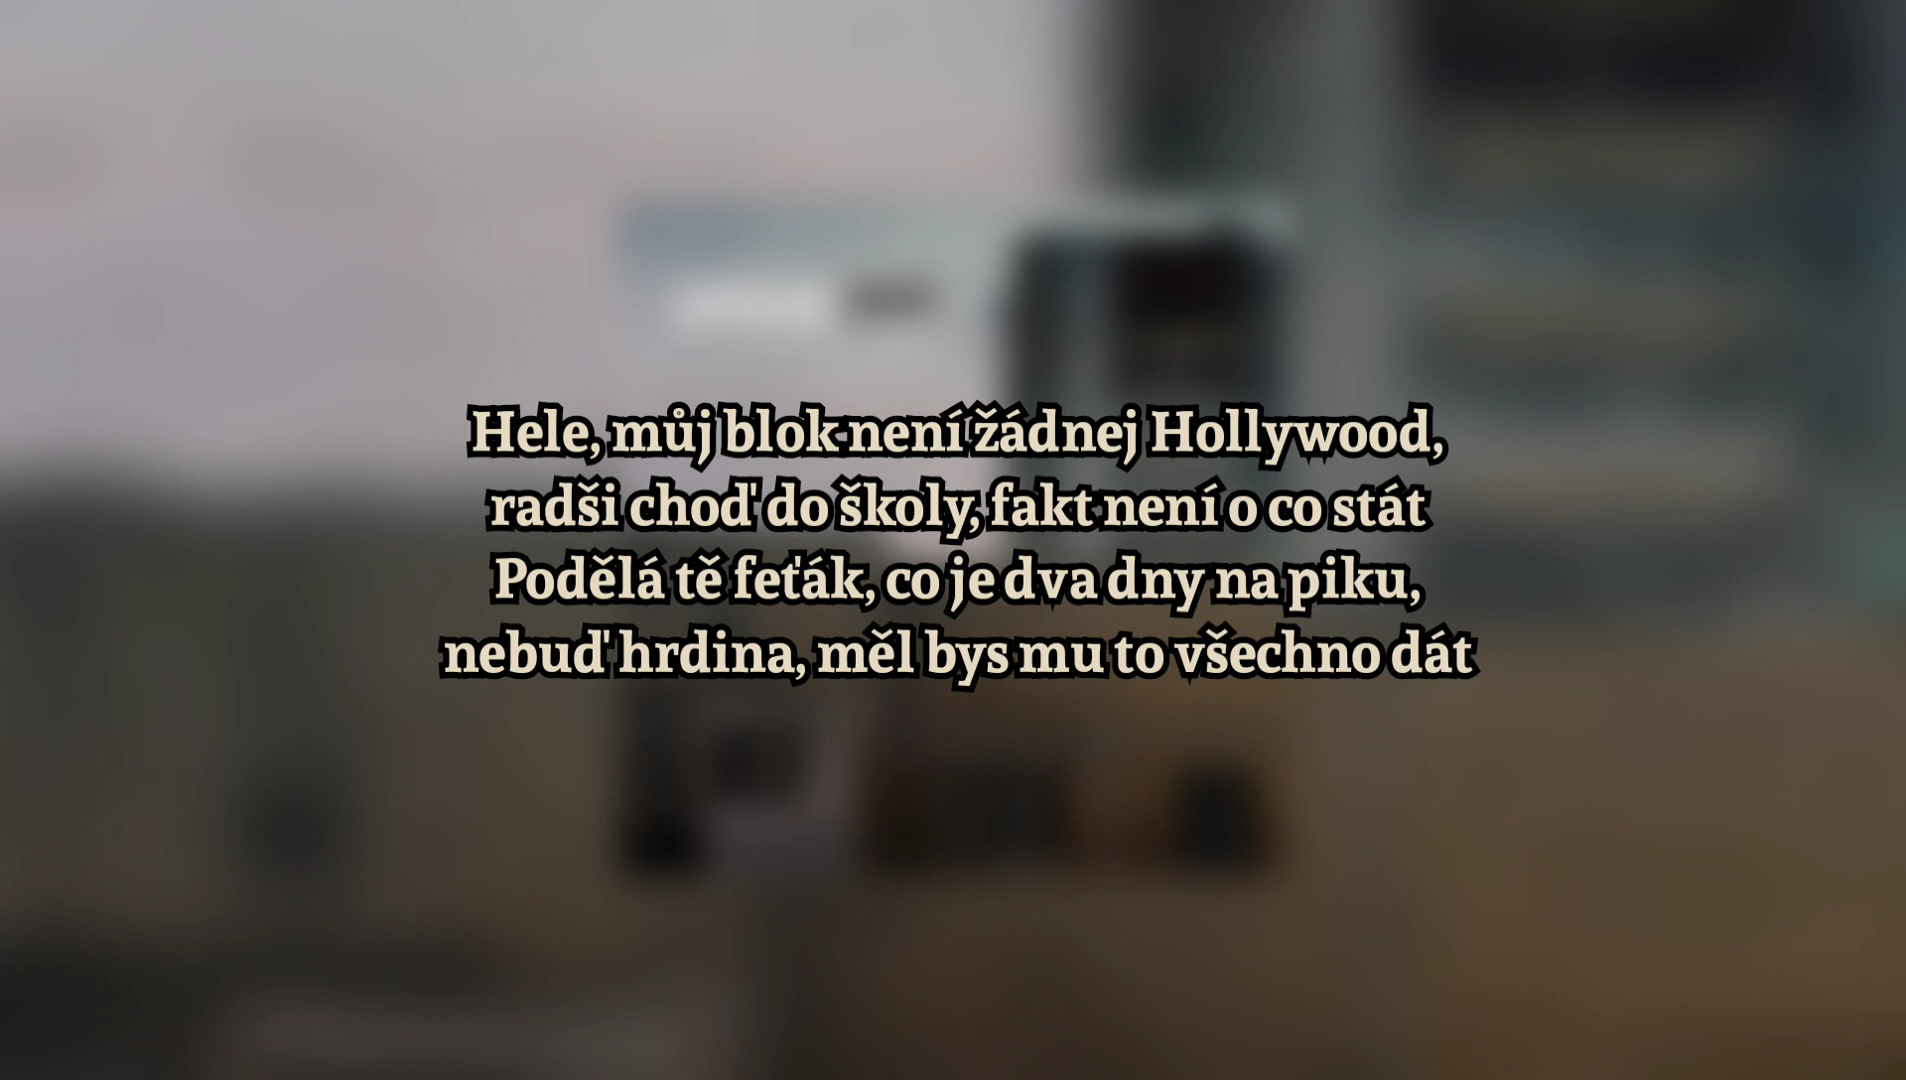 Hele, můj blok není žádnej Hollywood,
radši choď do školy, fakt není o co stát
Podělá tě feťák, co je dva dny na piku,
nebuď hrdina, měl bys mu to všechno dát